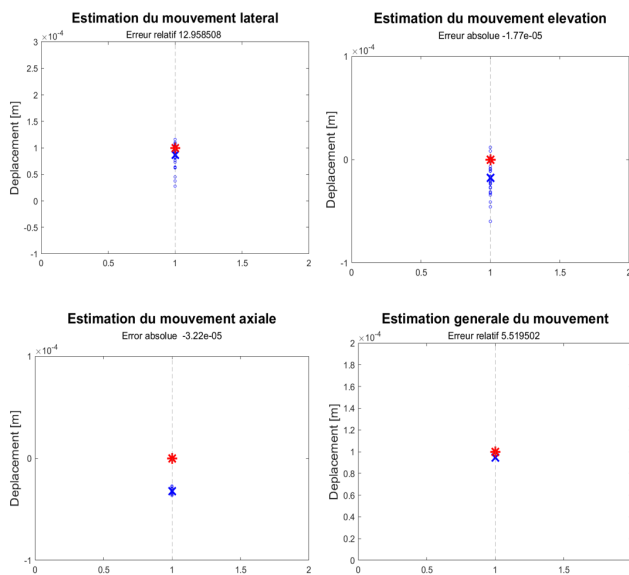 Estimation du mouvement lateral
Erreur relatif 12.958508
×10⁻⁴
3
2.5
2
1.5
1
0.5
0
-0.5
-1
Deplacement [m]
0 0.5 1 1.5 2
Estimation du mouvement elevation
Erreur absolue -1.77e-05
×10⁻⁴
1
0
-1
Deplacement [m]
0 0.5 1 1.5 2
Estimation du mouvement axiale
Error absolue -3.22e-05
×10⁻⁴
1
0
-1
Deplacement [m]
0 0.5 1 1.5 2
Estimation generale du mouvement
Erreur relatif 5.519502
×10⁻⁴
2
1.8
1.6
1.4
1.2
1
0.8
0.6
0.4
0.2
0
Deplacement [m]
0 0.5 1 1.5 2